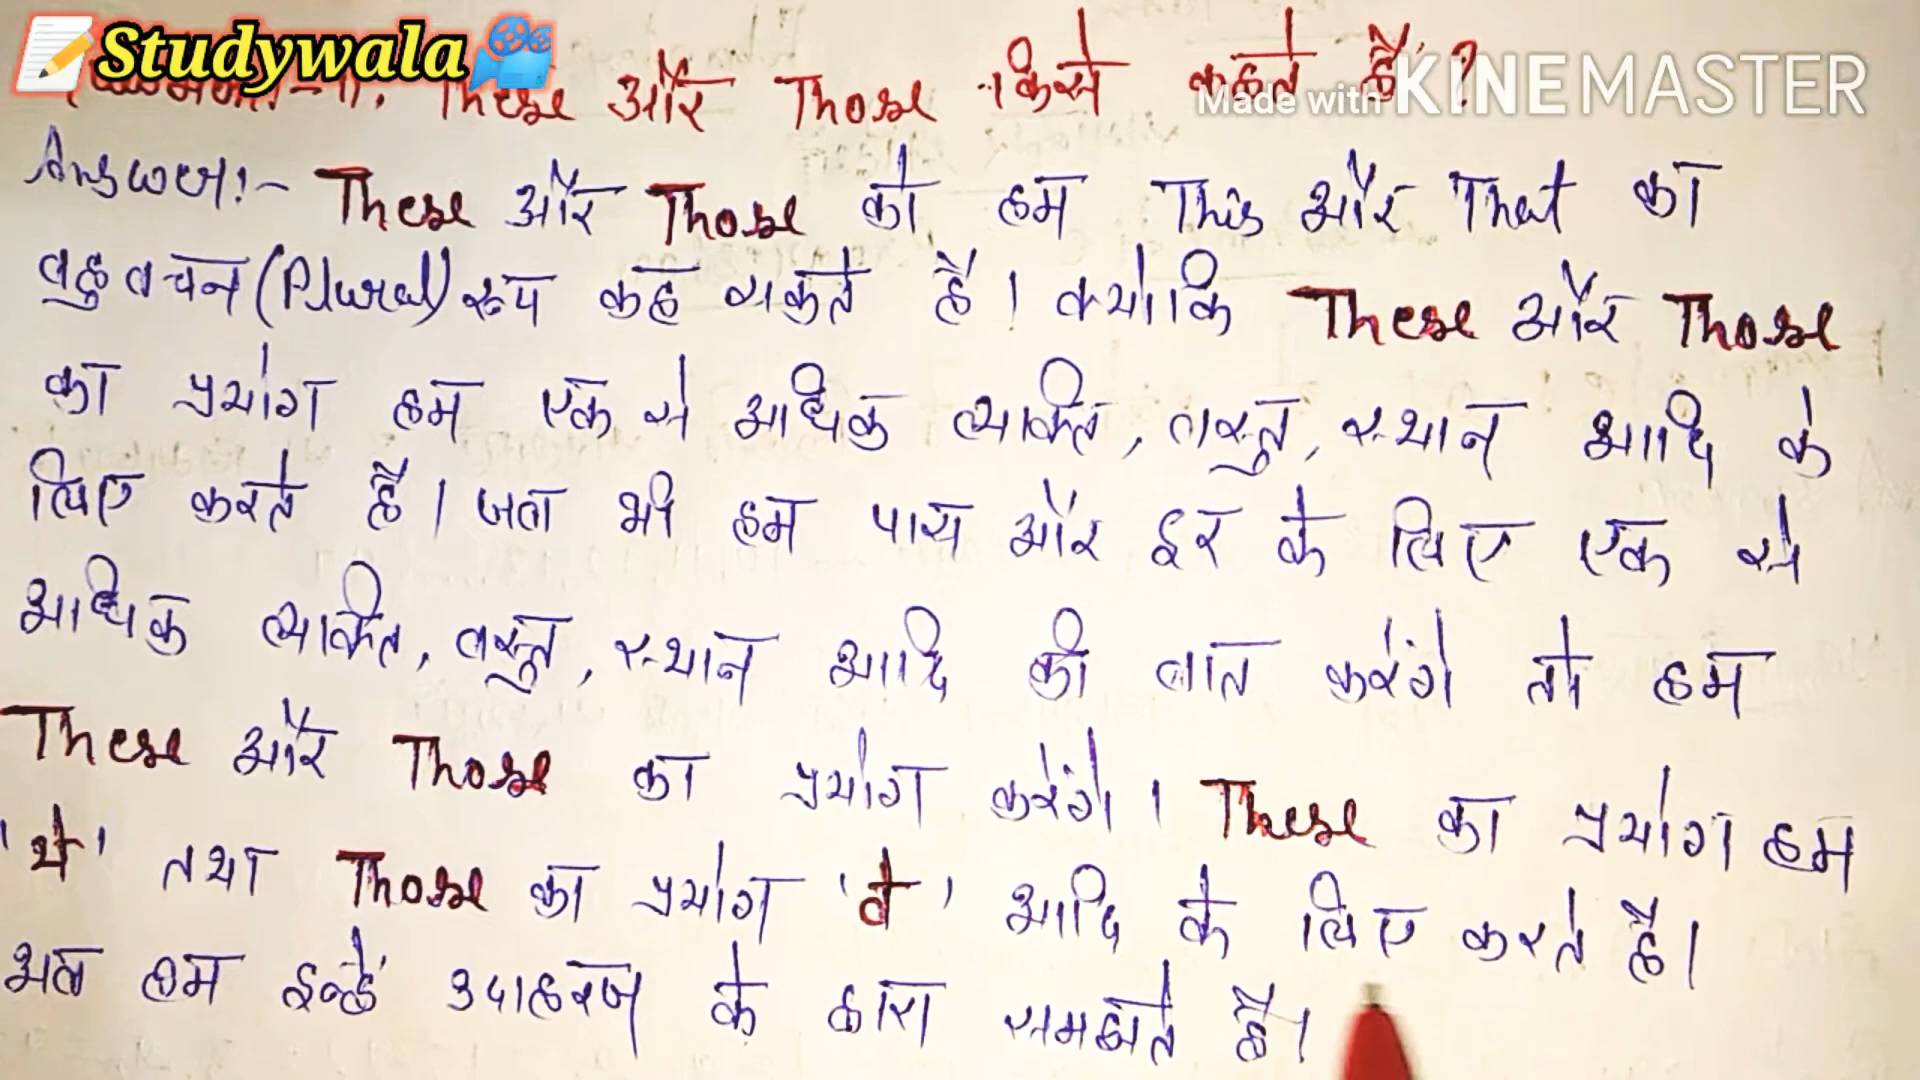 Studywala
These और Those किसे कहते हैं?
Made with KINEMASTER
Answer:- These और Those को हम This और That का
बहुवचन (Plural) रूप कह सकते हैं। क्योंकि These और Those
का प्रयोग हम एक से अधिक व्यक्ति, वस्तु, स्थान आदि के
लिए करते हैं। जब भी हम पास और दूर के लिए एक से
अधिक व्यक्ति, वस्तु, स्थान आदि की बात करेंगे तो हम
These और Those का प्रयोग करेंगे। These का प्रयोग हम
'ये' तथा Those का प्रयोग 'वे' आदि के लिए करते हैं।
अब हम इन्हें उदाहरण के द्वारा समझते हैं।